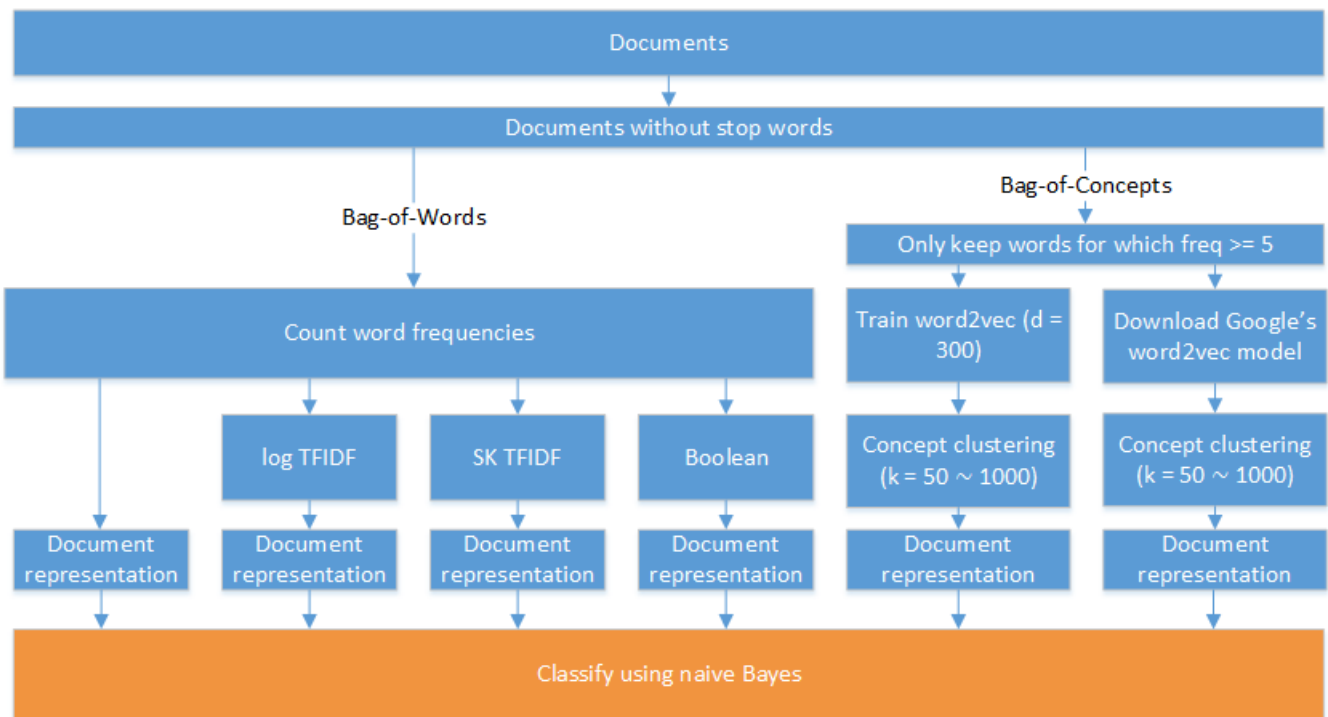 Documents
Documents without stop words
Bag-of-Words
Bag-of-Concepts
Only keep words for which freq >= 5
Count word frequencies
Train word2vec (d =
300)
Download Google’s
word2vec model
log TFIDF
SK TFIDF
Boolean
Concept clustering
(k = 50 ~ 1000)
Concept clustering
(k = 50 ~ 1000)
Document
representation
Document
representation
Document
representation
Document
representation
Document
representation
Document
representation
Classify using naive Bayes